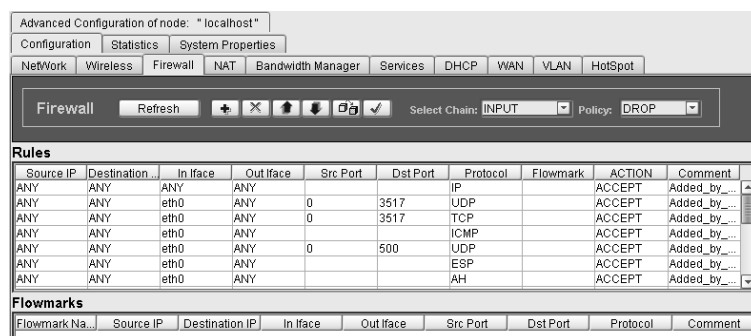 Advanced Configuration of node: "localhost"
Configuration Statistics System Properties
NetWork Wireless Firewall NAT Bandwidth Manager Services DHCP WAN VLAN HotSpot
Firewall Refresh Select Chain: INPUT Policy: DROP
Rules
Source IP Destination ... In Iface Out Iface Src Port Dst Port Protocol Flowmark ACTION Comment
ANY ANY ANY ANY IP ACCEPT Added_by_...
ANY ANY eth0 ANY 0 3517 UDP ACCEPT Added_by_...
ANY ANY eth0 ANY 0 3517 TCP ACCEPT Added_by_...
ANY ANY eth0 ANY ICMP ACCEPT Added_by_...
ANY ANY eth0 ANY 0 500 UDP ACCEPT Added_by_...
ANY ANY eth0 ANY ESP ACCEPT Added_by_...
ANY ANY eth0 ANY AH ACCEPT Added_by_...
Flowmarks
Flowmark Na... Source IP Destination IP In Iface Out Iface Src Port Dst Port Protocol Comment